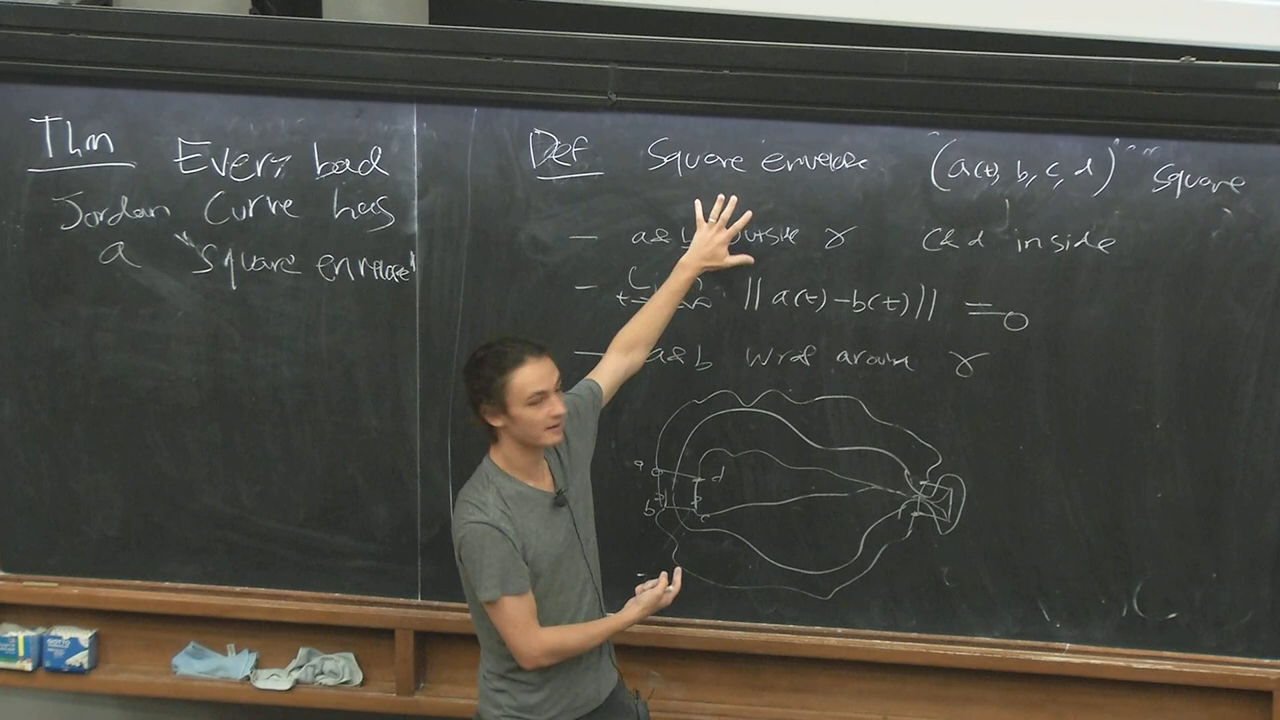 Thm Every bad
Jordan Curve has
a "Square envelope"
Def Square envelope (a(t), b, c, d) square
- a& b outside γ c&d inside
- ||a(t)-b(t)|| = 0
- a&b wrap around γ
a d
b c